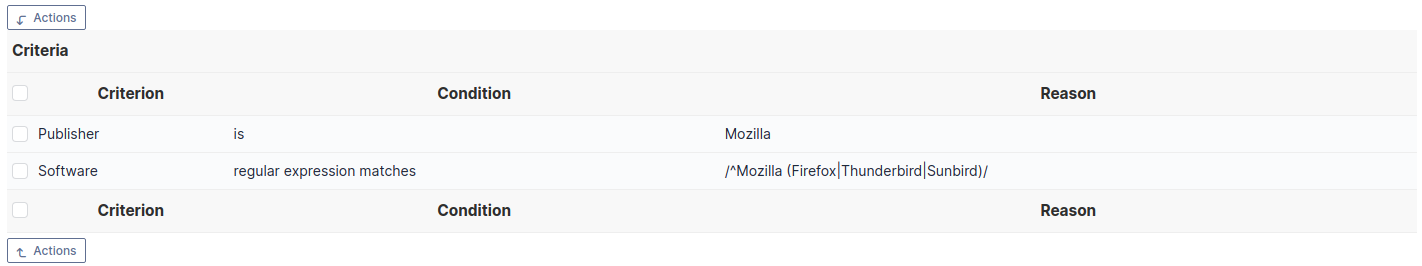 Actions
Criteria
Criterion Condition Reason
Publisher is Mozilla
Software regular expression matches /^Mozilla (Firefox|Thunderbird|Sunbird)/
Criterion Condition Reason
Actions